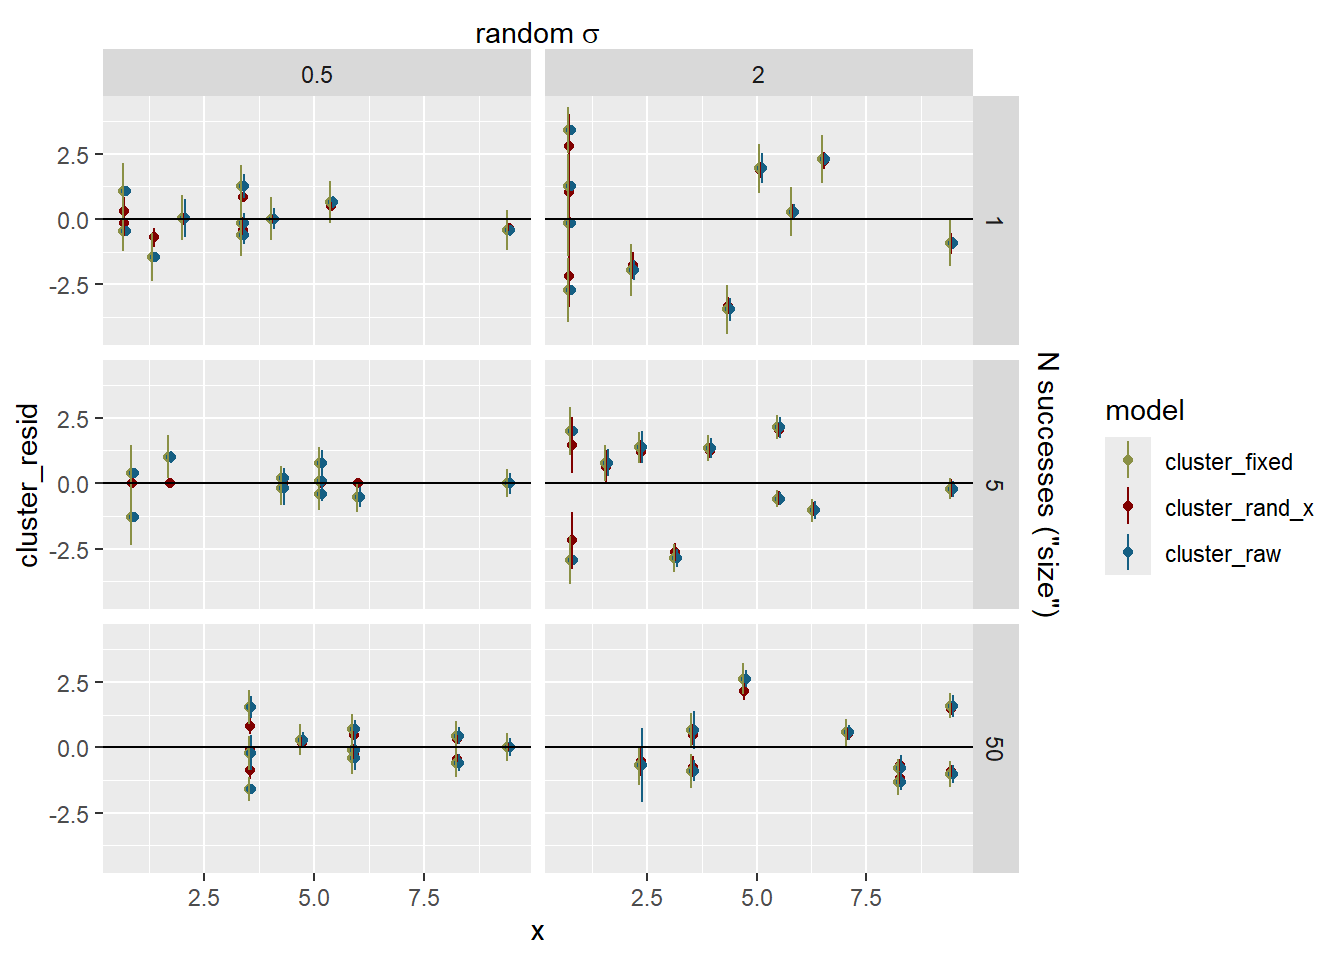 random σ
0.5
2
2.5
0.0
-2.5
1
2.5
0.0
-2.5
5
2.5
0.0
-2.5
50
2.5
5.0
7.5
2.5
5.0
7.5
x
cluster_resid
N successes ("size")
model
cluster_fixed
cluster_rand_x
cluster_raw